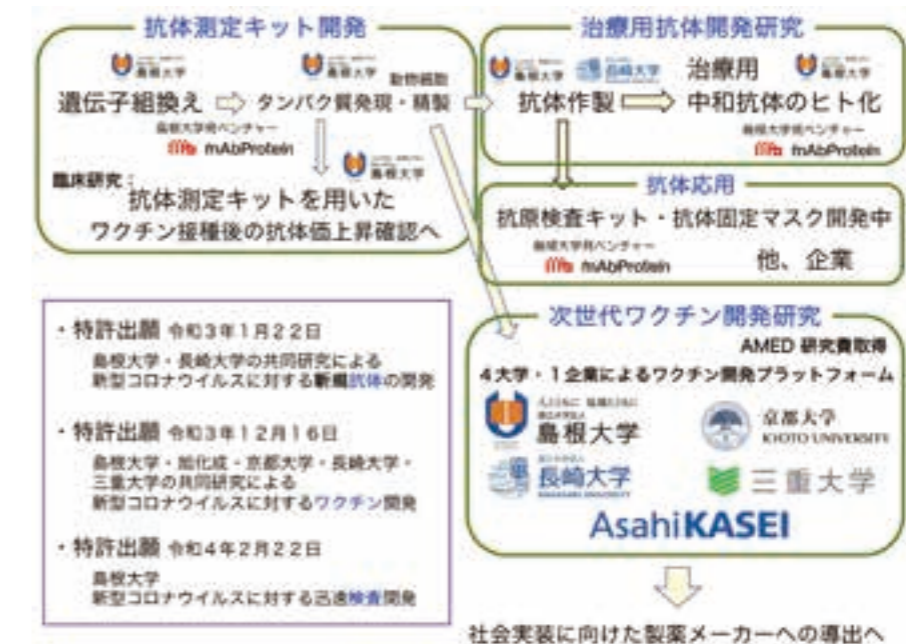 抗体測定キット開発
島根大学
島根大学
動物細胞
遺伝子組換え ⇨ タンパク質発現・精製
島根大学発ベンチャー
mAbProtein
島根大学
臨床研究：
抗体測定キットを用いた
ワクチン接種後の抗体価上昇確認へ
治療用抗体開発研究
島根大学 長崎大学 治療用 島根大学
抗体作製 中和抗体のヒト化
島根大学発ベンチャー
mAbProtein
抗体応用
抗原検査キット・抗体固定マスク開発中
島根大学発ベンチャー
mAbProtein 他、企業
・特許出願 令和3年1月22日
島根大学・長崎大学の共同研究による
新型コロナウイルスに対する新規抗体の開発
・特許出願 令和3年12月16日
島根大学・旭化成・京都大学・長崎大学・
三重大学の共同研究による
新型コロナウイルスに対するワクチン開発
・特許出願 令和4年2月22日
島根大学
新型コロナウイルスに対する迅速検査開発
次世代ワクチン開発研究
AMED 研究費取得
4大学・1企業によるワクチン開発プラットフォーム
島根大学
京都大学
KYOTO UNIVERSITY
長崎大学
NAGASAKI UNIVERSITY
三重大学
AsahiKASEI
社会実装に向けた製薬メーカーへの導出へ